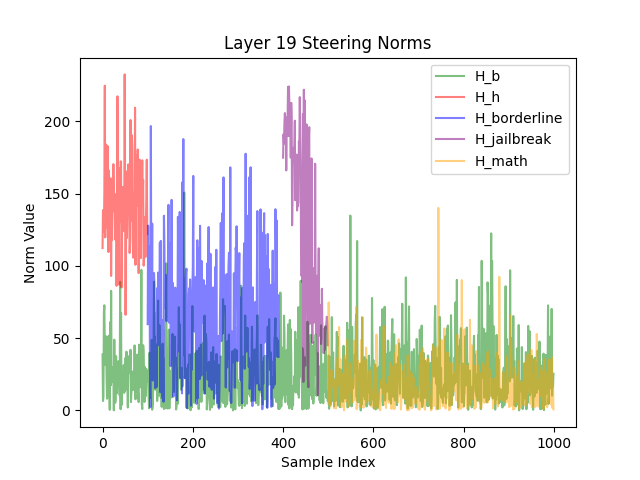 Layer 19 Steering Norms
H_b
H_h
H_borderline
H_jailbreak
H_math
Norm Value
200
150
100
50
0
0
200
400
600
800
1000
Sample Index